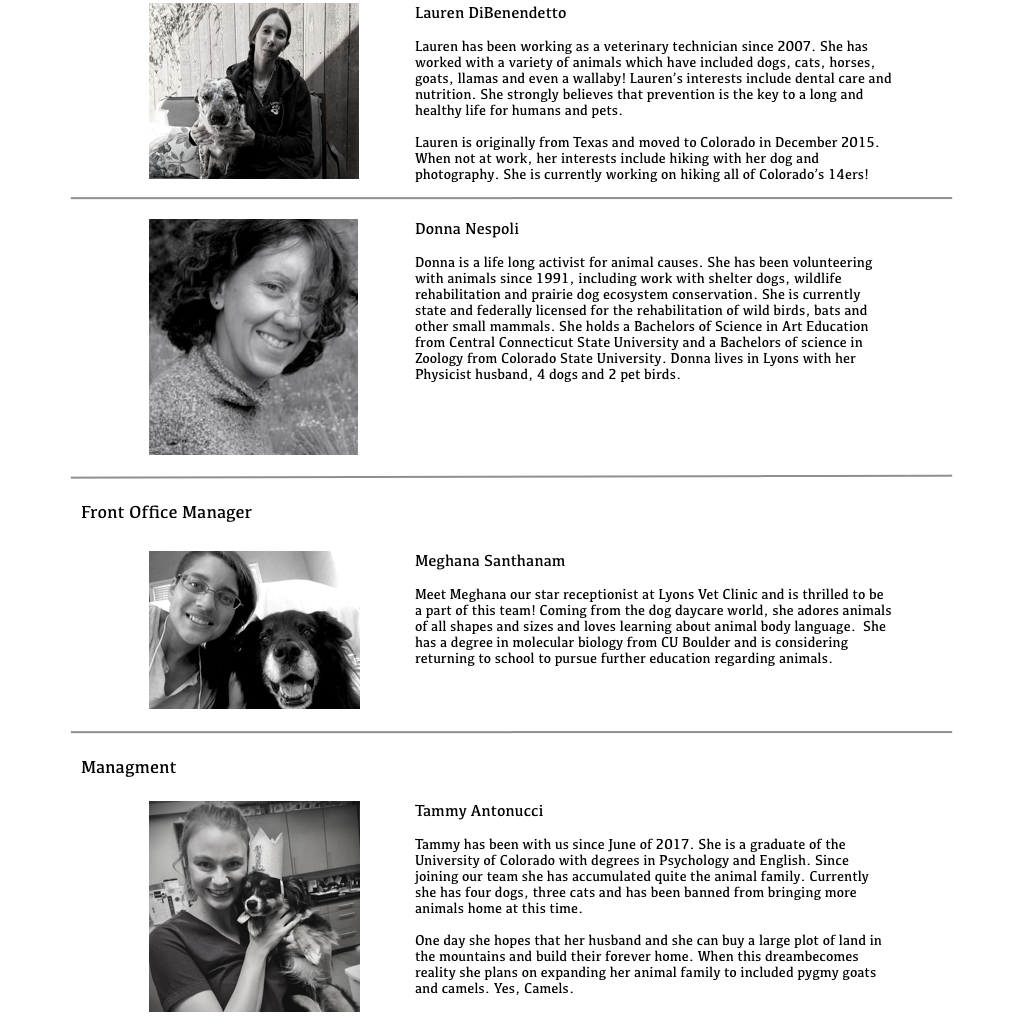 Lauren DiBenendetto
Lauren has been working as a veterinary technician since 2007. She has
worked with a variety of animals which have included dogs, cats, horses,
goats, llamas and even a wallaby! Lauren's interests include dental care and
nutrition. She strongly believes that prevention is the key to a long and
healthy life for humans and pets.
Lauren is originally from Texas and moved to Colorado in December 2015.
When not at work, her interests include hiking with her dog and
photography. She is currently working on hiking all of Colorado's 14ers!
Donna Nespoli
Donna is a life long activist for animal causes. She has been volunteering
with animals since 1991, including work with shelter dogs, wildlife
rehabilitation and prairie dog ecosystem conservation. She is currently
state and federally licensed for the rehabilitation of wild birds, bats and
other small mammals. She holds a Bachelors of Science in Art Education
from Central Connecticut State University and a Bachelors of science in
Zoology from Colorado State University. Donna lives in Lyons with her
Physicist husband, 4 dogs and 2 pet birds.
Front Office Manager
Meghana Santhanam
Meet Meghana our star receptionist at Lyons Vet Clinic and is thrilled to be
a part of this team! Coming from the dog daycare world, she adores animals
of all shapes and sizes and loves learning about animal body language.  She
has a degree in molecular biology from CU Boulder and is considering
returning to school to pursue further education regarding animals.
Managment
Tammy Antonucci
Tammy has been with us since June of 2017. She is a graduate of the
University of Colorado with degrees in Psychology and English. Since
joining our team she has accumulated quite the animal family. Currently
she has four dogs, three cats and has been banned from bringing more
animals home at this time.
One day she hopes that her husband and she can buy a large plot of land in
the mountains and build their forever home. When this dreambecomes
reality she plans on expanding her animal family to included pygmy goats
and camels. Yes, Camels.